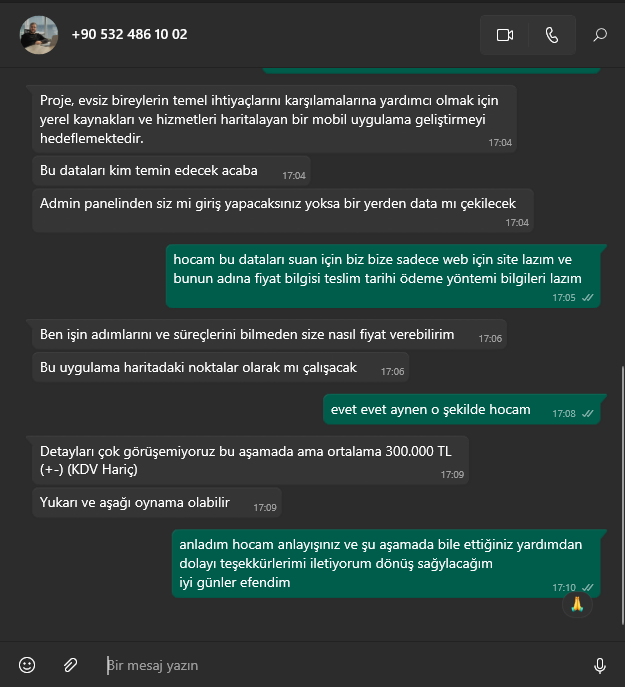 +90 532 486 10 02
Proje, evsiz bireylerin temel ihtiyaçlarını karşılamalarına yardımcı olmak için
yerel kaynakları ve hizmetleri haritalayan bir mobil uygulama geliştirmeyi
hedeflemektedir.
17:04
Bu dataları kim temin edecek acaba
17:04
Admin panelinden siz mi giriş yapacaksınız yoksa bir yerden data mı çekilecek
17:04
hocam bu dataları suan için biz bize sadece web için site lazım ve
bunun adına fiyat bilgisi teslim tarihi ödeme yöntemi bilgileri lazım
17:05
Ben işin adımlarını ve süreçlerini bilmeden size nasıl fiyat verebilirim
17:06
Bu uygulama haritadaki noktalar olarak mı çalışacak
17:06
evet evet aynen o şekilde hocam
17:08
Detayları çok görüşemiyoruz bu aşamada ama ortalama 300.000 TL
(+-) (KDV Hariç)
17:09
Yukarı ve aşağı oynama olabilir
17:09
anladım hocam anlayışınız ve şu aşamada bile ettiğiniz yardımdan
dolayı teşekkürlerimi iletiyorum dönüş sağylacağım
iyi günler efendim
17:10
Bir mesaj yazın